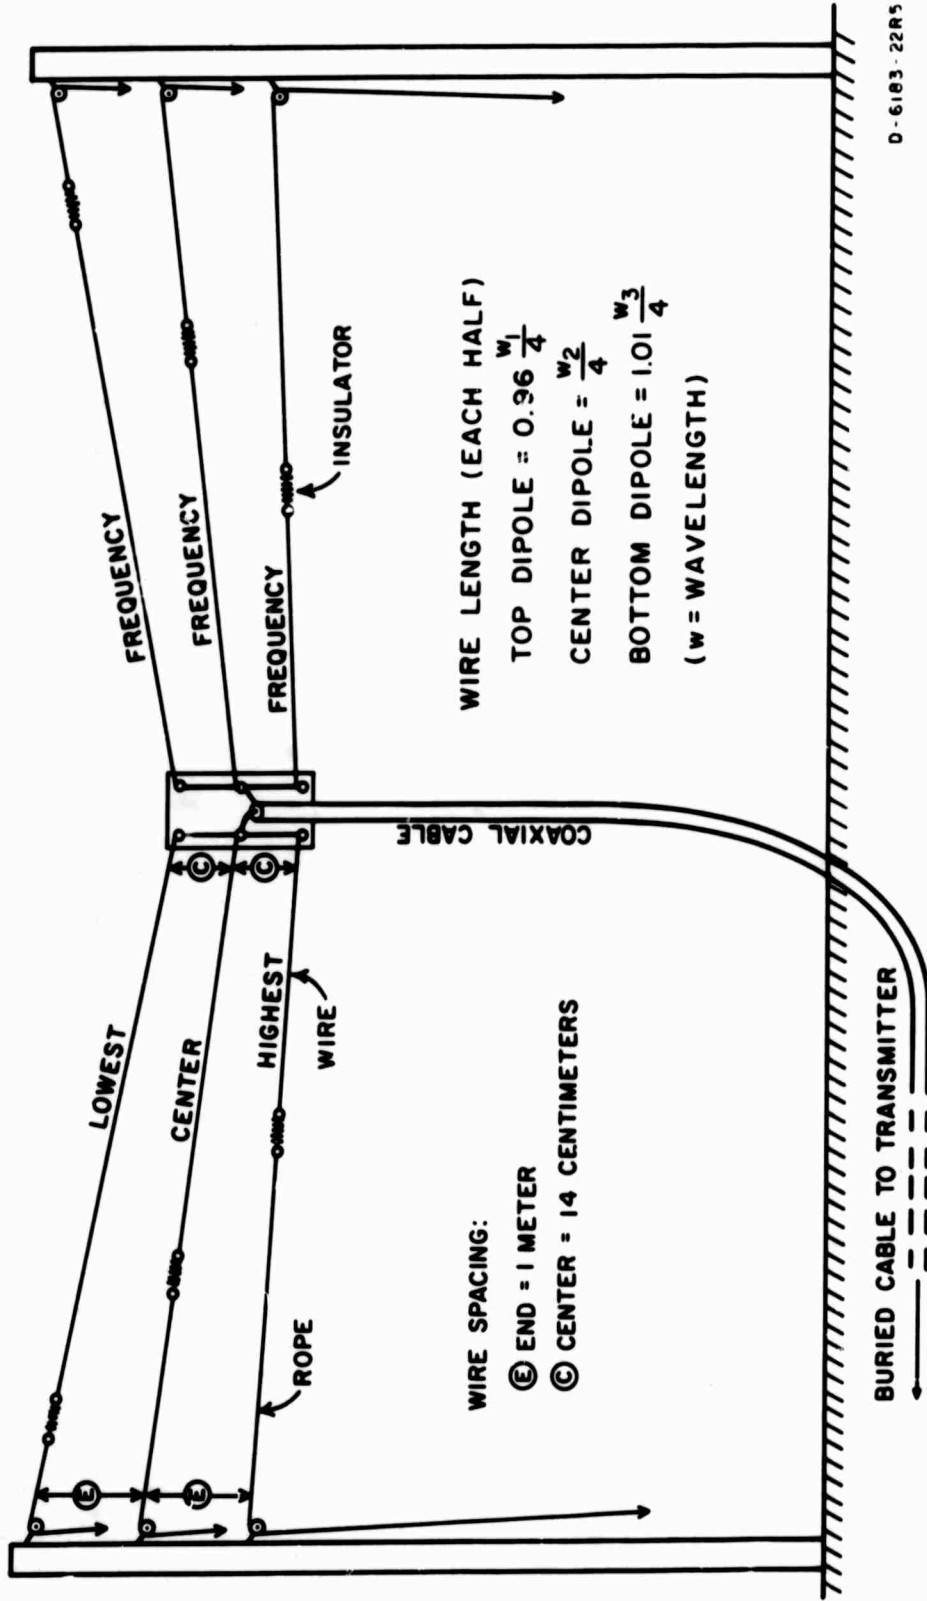 LOWEST FREQUENCY
CENTER FREQUENCY
HIGHEST FREQUENCY
E
E
C
C
WIRE
ROPE
INSULATOR
COAXIAL CABLE
WIRE SPACING:
Ⓔ END = 1 METER
Ⓒ CENTER = 14 CENTIMETERS
WIRE LENGTH (EACH HALF)
TOP DIPOLE = 0.96 W1/4
CENTER DIPOLE = W2/4
BOTTOM DIPOLE = 1.01 W3/4
(w = WAVELENGTH)
BURIED CABLE TO TRANSMITTER
D-6183-22R5